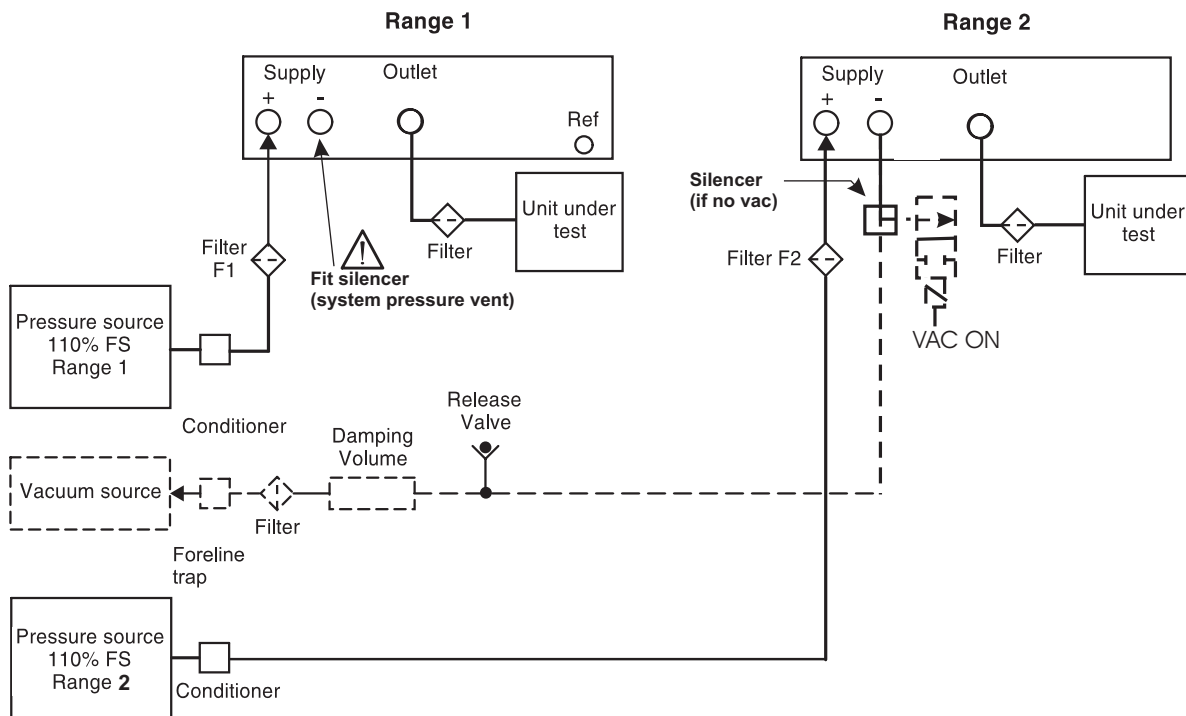 Range 1
Range 2
Supply
Outlet
+
-
Ref
Supply
Outlet
+
-
Filter
F1
Fit silencer
(system pressure vent)
Filter
Unit under
test
Silencer
(if no vac)
Filter F2
VAC ON
Filter
Unit under
test
Pressure source
110% FS
Range 1
Conditioner
Release
Valve
Damping
Volume
Vacuum source
Filter
Foreline
trap
Pressure source
110% FS
Range 2
Conditioner